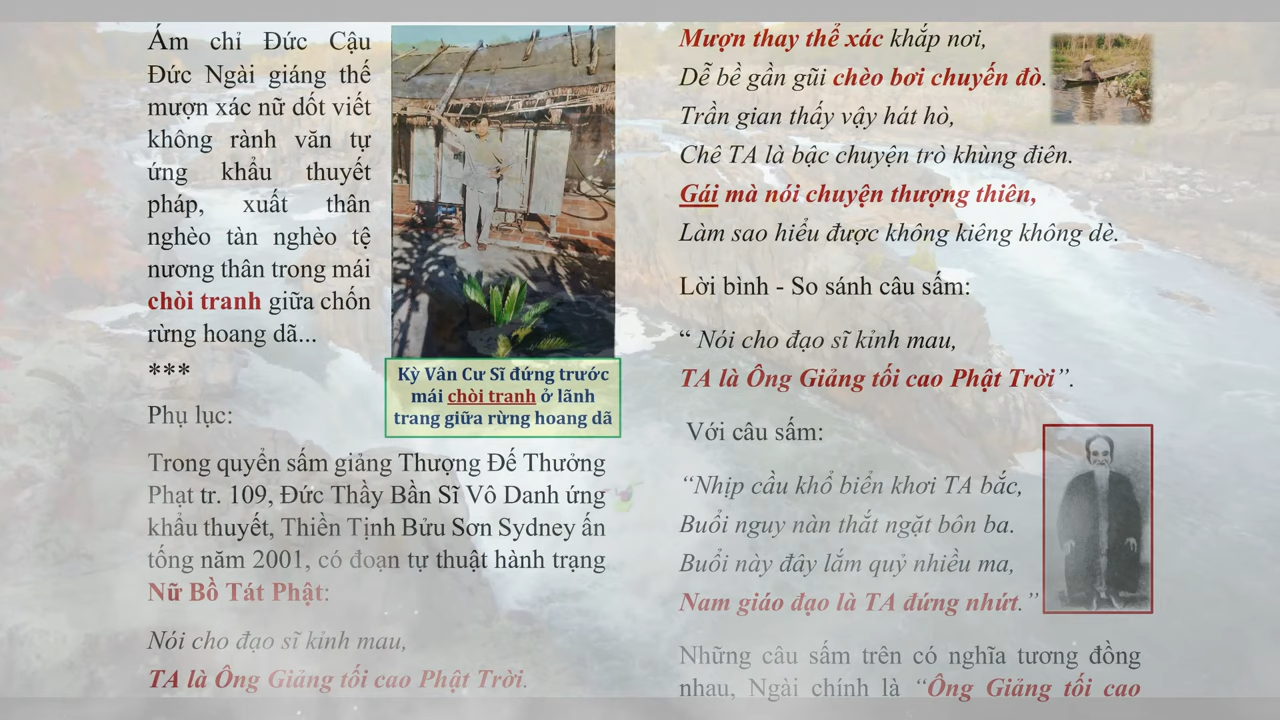 Ám chỉ Đức Cậu
Đức Ngài giáng thế
mượn xác nữ dốt viết
không rành văn tự
ứng khẩu thuyết
pháp, xuất thân
nghèo tàn nghèo tệ
nương thân trong mái
chòi tranh giữa chốn
rừng hoang dã...
***
Kỳ Vân Cư Sĩ đứng trước
mái chòi tranh ở lãnh
trang giữa rừng hoang dã
Phụ lục:
Trong quyển sấm giảng Thượng Đế Thưởng
Phạt tr. 109, Đức Thầy Bần Sĩ Vô Danh ứng
khẩu thuyết, Thiền Tịnh Bửu Sơn Sydney ấn
tống năm 2001, có đoạn tự thuật hành trạng
Nữ Bồ Tát Phật:
Nói cho đạo sĩ kỉnh mau,
TA là Ông Giảng tối cao Phật Trời.
Mượn thay thể xác khắp nơi,
Dễ bề gần gũi chèo bơi chuyến đò.
Trần gian thấy vậy hát hò,
Chê TA là bậc chuyện trò khùng điên.
Gái mà nói chuyện thượng thiên,
Làm sao hiểu được không kiêng không dè.
Lời bình - So sánh câu sấm:
“ Nói cho đạo sĩ kỉnh mau,
TA là Ông Giảng tối cao Phật Trời”.
Với câu sấm:
“Nhịp cầu khổ biển khơi TA bắc,
Buổi nguy nàn thắt ngặt bôn ba.
Buổi này đây lắm quỷ nhiều ma,
Nam giáo đạo là TA đứng nhứt.”
Những câu sấm trên có nghĩa tương đồng
nhau, Ngài chính là “Ông Giảng tối cao